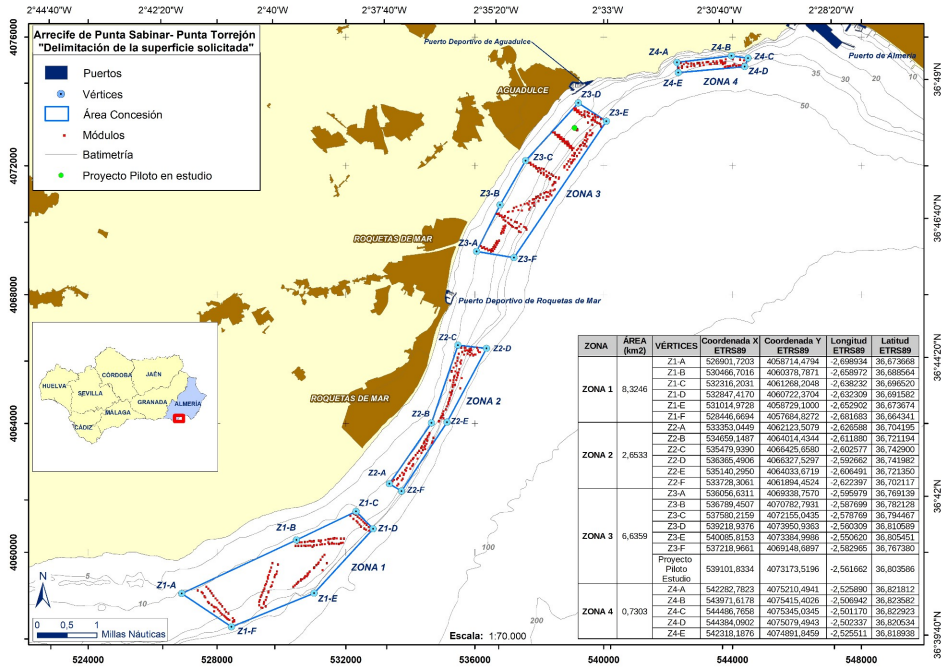 2°44'40"O
2°42'20"O
2°40'O
2°37'40"O
2°35'20"O
2°33'O
2°30'40"O
2°28'20"O
4076000
4072000
4068000
4064000
4060000
Arrecife de Punta Sabinar- Punta Torrejón
"Delimitación de la superficie solicitada"
Puertos
Vértices
Área Concesión
Módulos
Batimetría
Proyecto Piloto en estudio
Puerto Deportivo de Aguadulce
Z4-A
Z4-B
Z4-C
Z4-D
Z4-E
ZONA 4
Puerto de Almería
35
30
20
10
50
AGUADULCE
Z3-D
Z3-E
Z3-C
Z3-B
ZONA 3
ROQUETAS DE MAR
Z3-A
Z3-F
Puerto Deportivo de Roquetas de Mar
Z2-C
Z2-D
ZONA 2
ROQUETAS DE MAR
Z2-B
Z2-E
Z2-A
Z2-F
Z1-C
Z1-B
Z1-D
ZONA 1
Z1-A
Z1-E
Z1-F
5
10
100
200
36°49'N
36°46'40"N
36°44'20"N
36°42'N
36°39'40"N
HUELVA
SEVILLA
CÓRDOBA
JAÉN
CÁDIZ
MÁLAGA
GRANADA
ALMERÍA
N
0 0,5 1
Millas Náuticas
Escala: 1:70.000
524000
528000
532000
536000
540000
544000
548000
ZONA ÁREA (km2) VÉRTICES Coordenada X ETRS89 Coordenada Y ETRS89 Longitud ETRS89 Latitud ETRS89
ZONA 1 8,3246
Z1-A 526901,7203 4058714,4794 -2,698934 36,673668
Z1-B 530466,7016 4060378,7871 -2,658972 36,688564
Z1-C 532316,2031 4061268,2048 -2,638232 36,696520
Z1-D 532847,4170 4060722,3704 -2,632309 36,691582
Z1-E 531014,9728 4058729,1000 -2,652902 36,673674
Z1-F 528446,6694 4057684,8272 -2,681683 36,664341
ZONA 2 2,6533
Z2-A 533353,0449 4062123,5079 -2,626588 36,704195
Z2-B 534659,1487 4064014,4344 -2,611880 36,721194
Z2-C 535479,9390 4066425,6580 -2,602577 36,742900
Z2-D 536365,4906 4066327,5297 -2,592662 36,741982
Z2-E 535140,2950 4064033,6719 -2,606491 36,721350
Z2-F 533728,3061 4061894,4524 -2,622397 36,702117
ZONA 3 6,6359
Z3-A 536056,6311 4069338,7570 -2,595979 36,769139
Z3-B 536789,4507 4070782,7931 -2,587699 36,782128
Z3-C 537580,2159 4072155,0435 -2,578769 36,794467
Z3-D 539218,9376 4073950,9363 -2,560309 36,810589
Z3-E 540085,8153 4073384,9986 -2,550620 36,805451
Z3-F 537218,9661 4069148,6897 -2,582965 36,767380
Proyecto Piloto Estudio 539101,8334 4073173,5196 -2,561662 36,803586
ZONA 4 0,7303
Z4-A 542282,7823 4075210,4941 -2,525890 36,821812
Z4-B 543971,6178 4075415,4026 -2,506942 36,823582
Z4-C 544486,7658 4075345,0345 -2,501170 36,822923
Z4-D 544384,0902 4075079,4943 -2,502337 36,820534
Z4-E 542318,1876 4074891,8459 -2,525511 36,818938